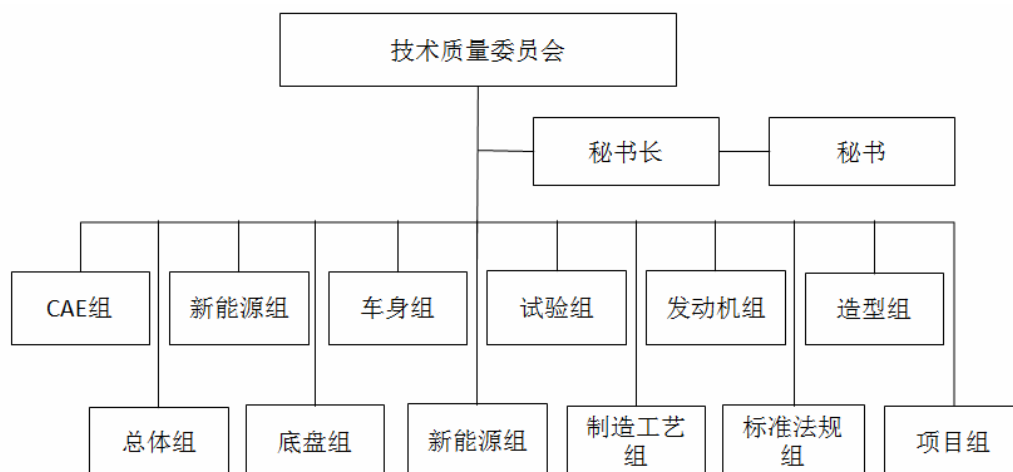 技术质量委员会
秘书长
秘书
CAE组
新能源组
车身组
试验组
发动机组
造型组
总体组
底盘组
新能源组
制造工艺
组
标准法规
组
项目组